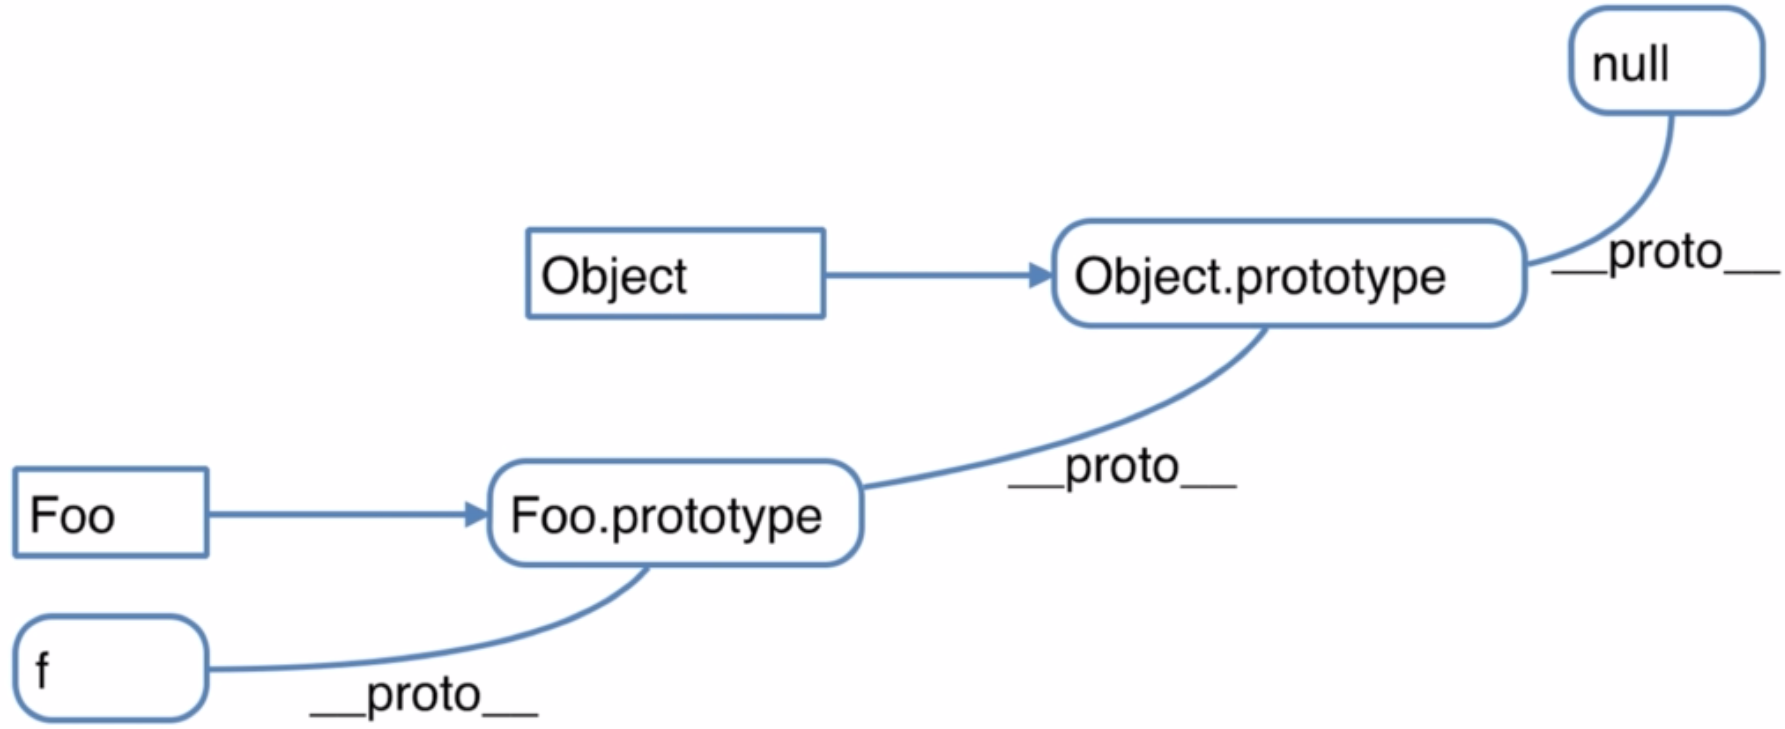 null
Object
Object.prototype
__proto__
__proto__
Foo
Foo.prototype
f
__proto__